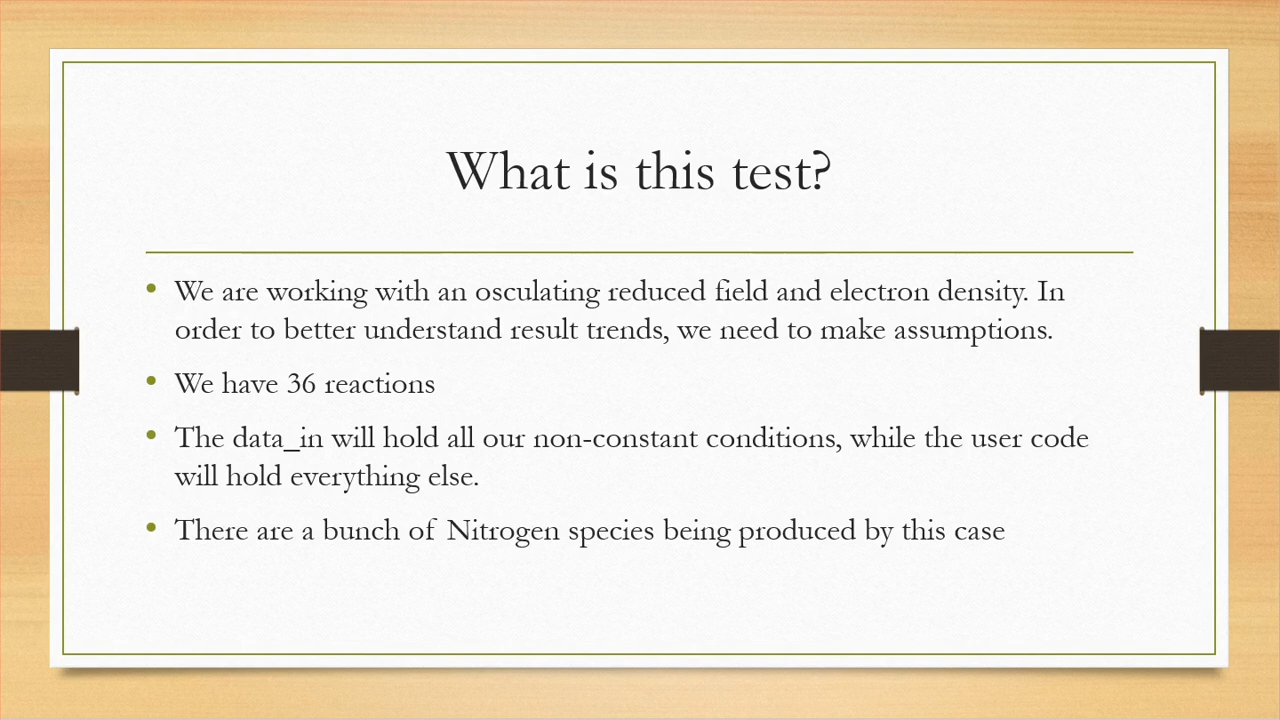 What is this test?
• We are working with an osculating reduced field and electron density. In
order to better understand result trends, we need to make assumptions.
• We have 36 reactions
• The data_in will hold all our non-constant conditions, while the user code
will hold everything else.
• There are a bunch of Nitrogen species being produced by this case